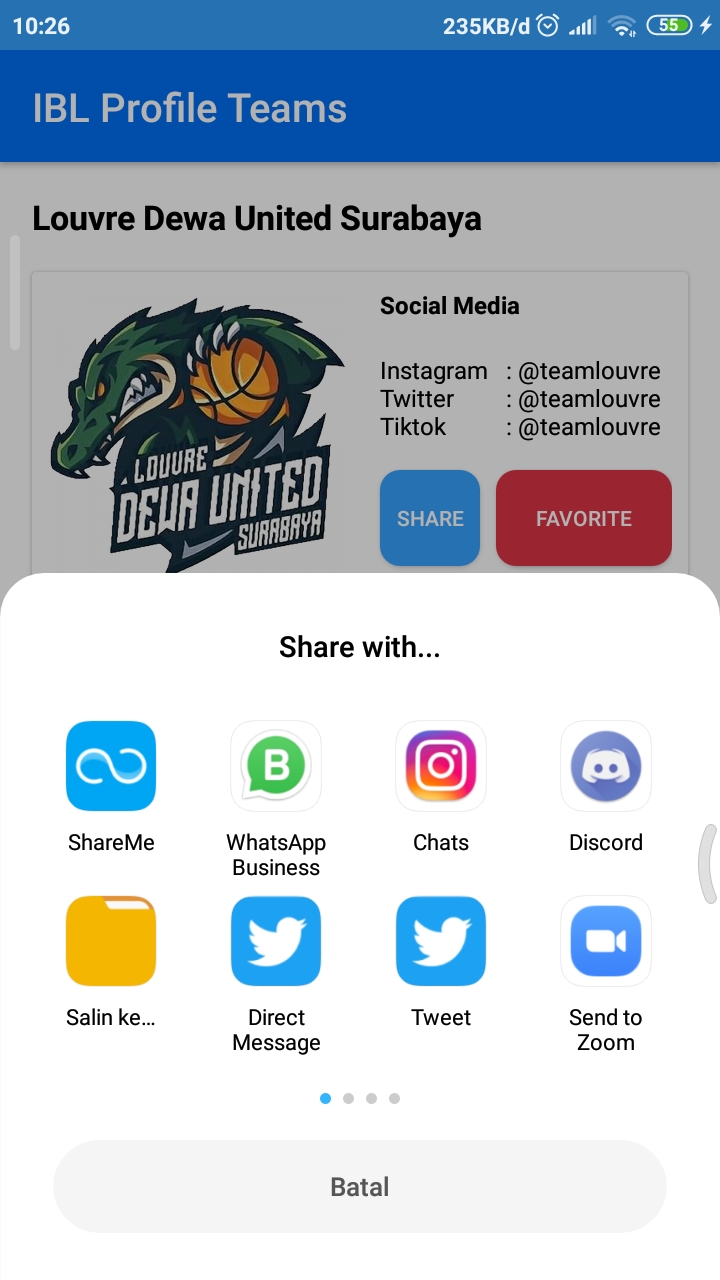 10:26 235KB/d 55
IBL Profile Teams
Louvre Dewa United Surabaya
Social Media
Instagram : @teamlouvre
Twitter : @teamlouvre
Tiktok : @teamlouvre
LOUVRE
DEWA UNITED
SURABAYA
SHARE FAVORITE
Share with...
ShareMe
WhatsApp
Business
Chats
Discord
Salin ke...
Direct
Message
Tweet
Send to
Zoom
Batal